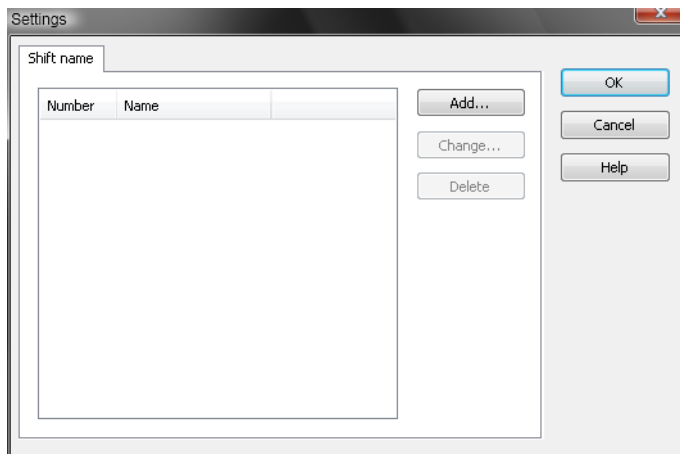 Settings
Shift name
Number Name
Add...
Change...
Delete
OK
Cancel
Help